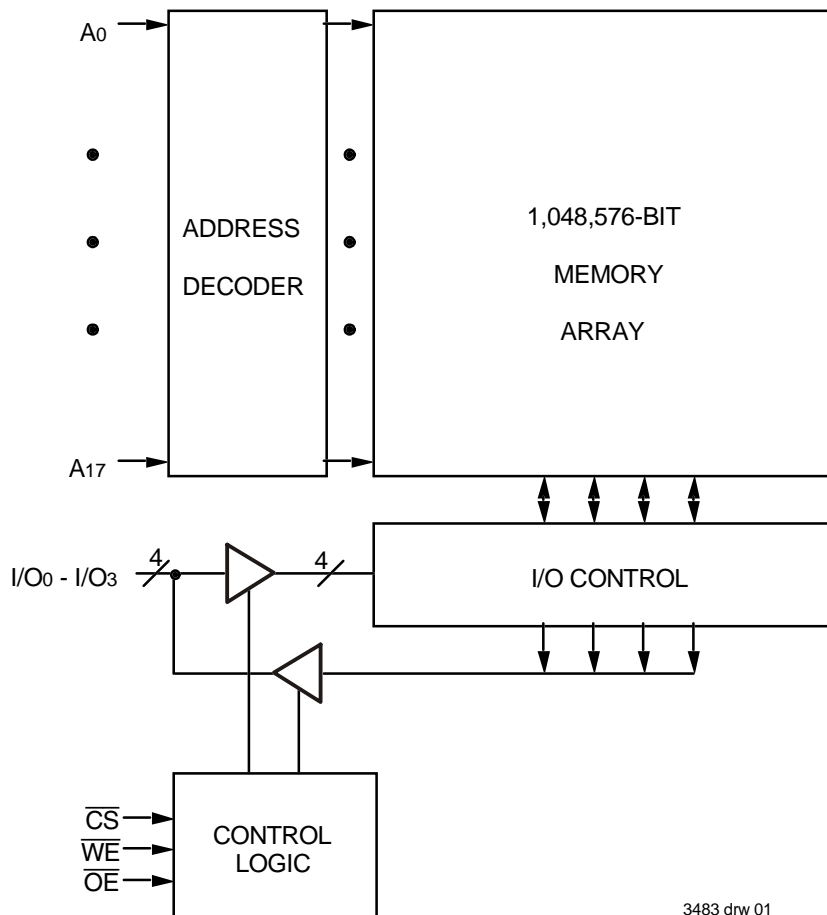 A0
ADDRESS
DECODER
1,048,576-BIT
MEMORY
ARRAY
A17
I/O0 - I/O3
4
4
I/O CONTROL
CS
WE
OE
CONTROL
LOGIC
3483 drw 01